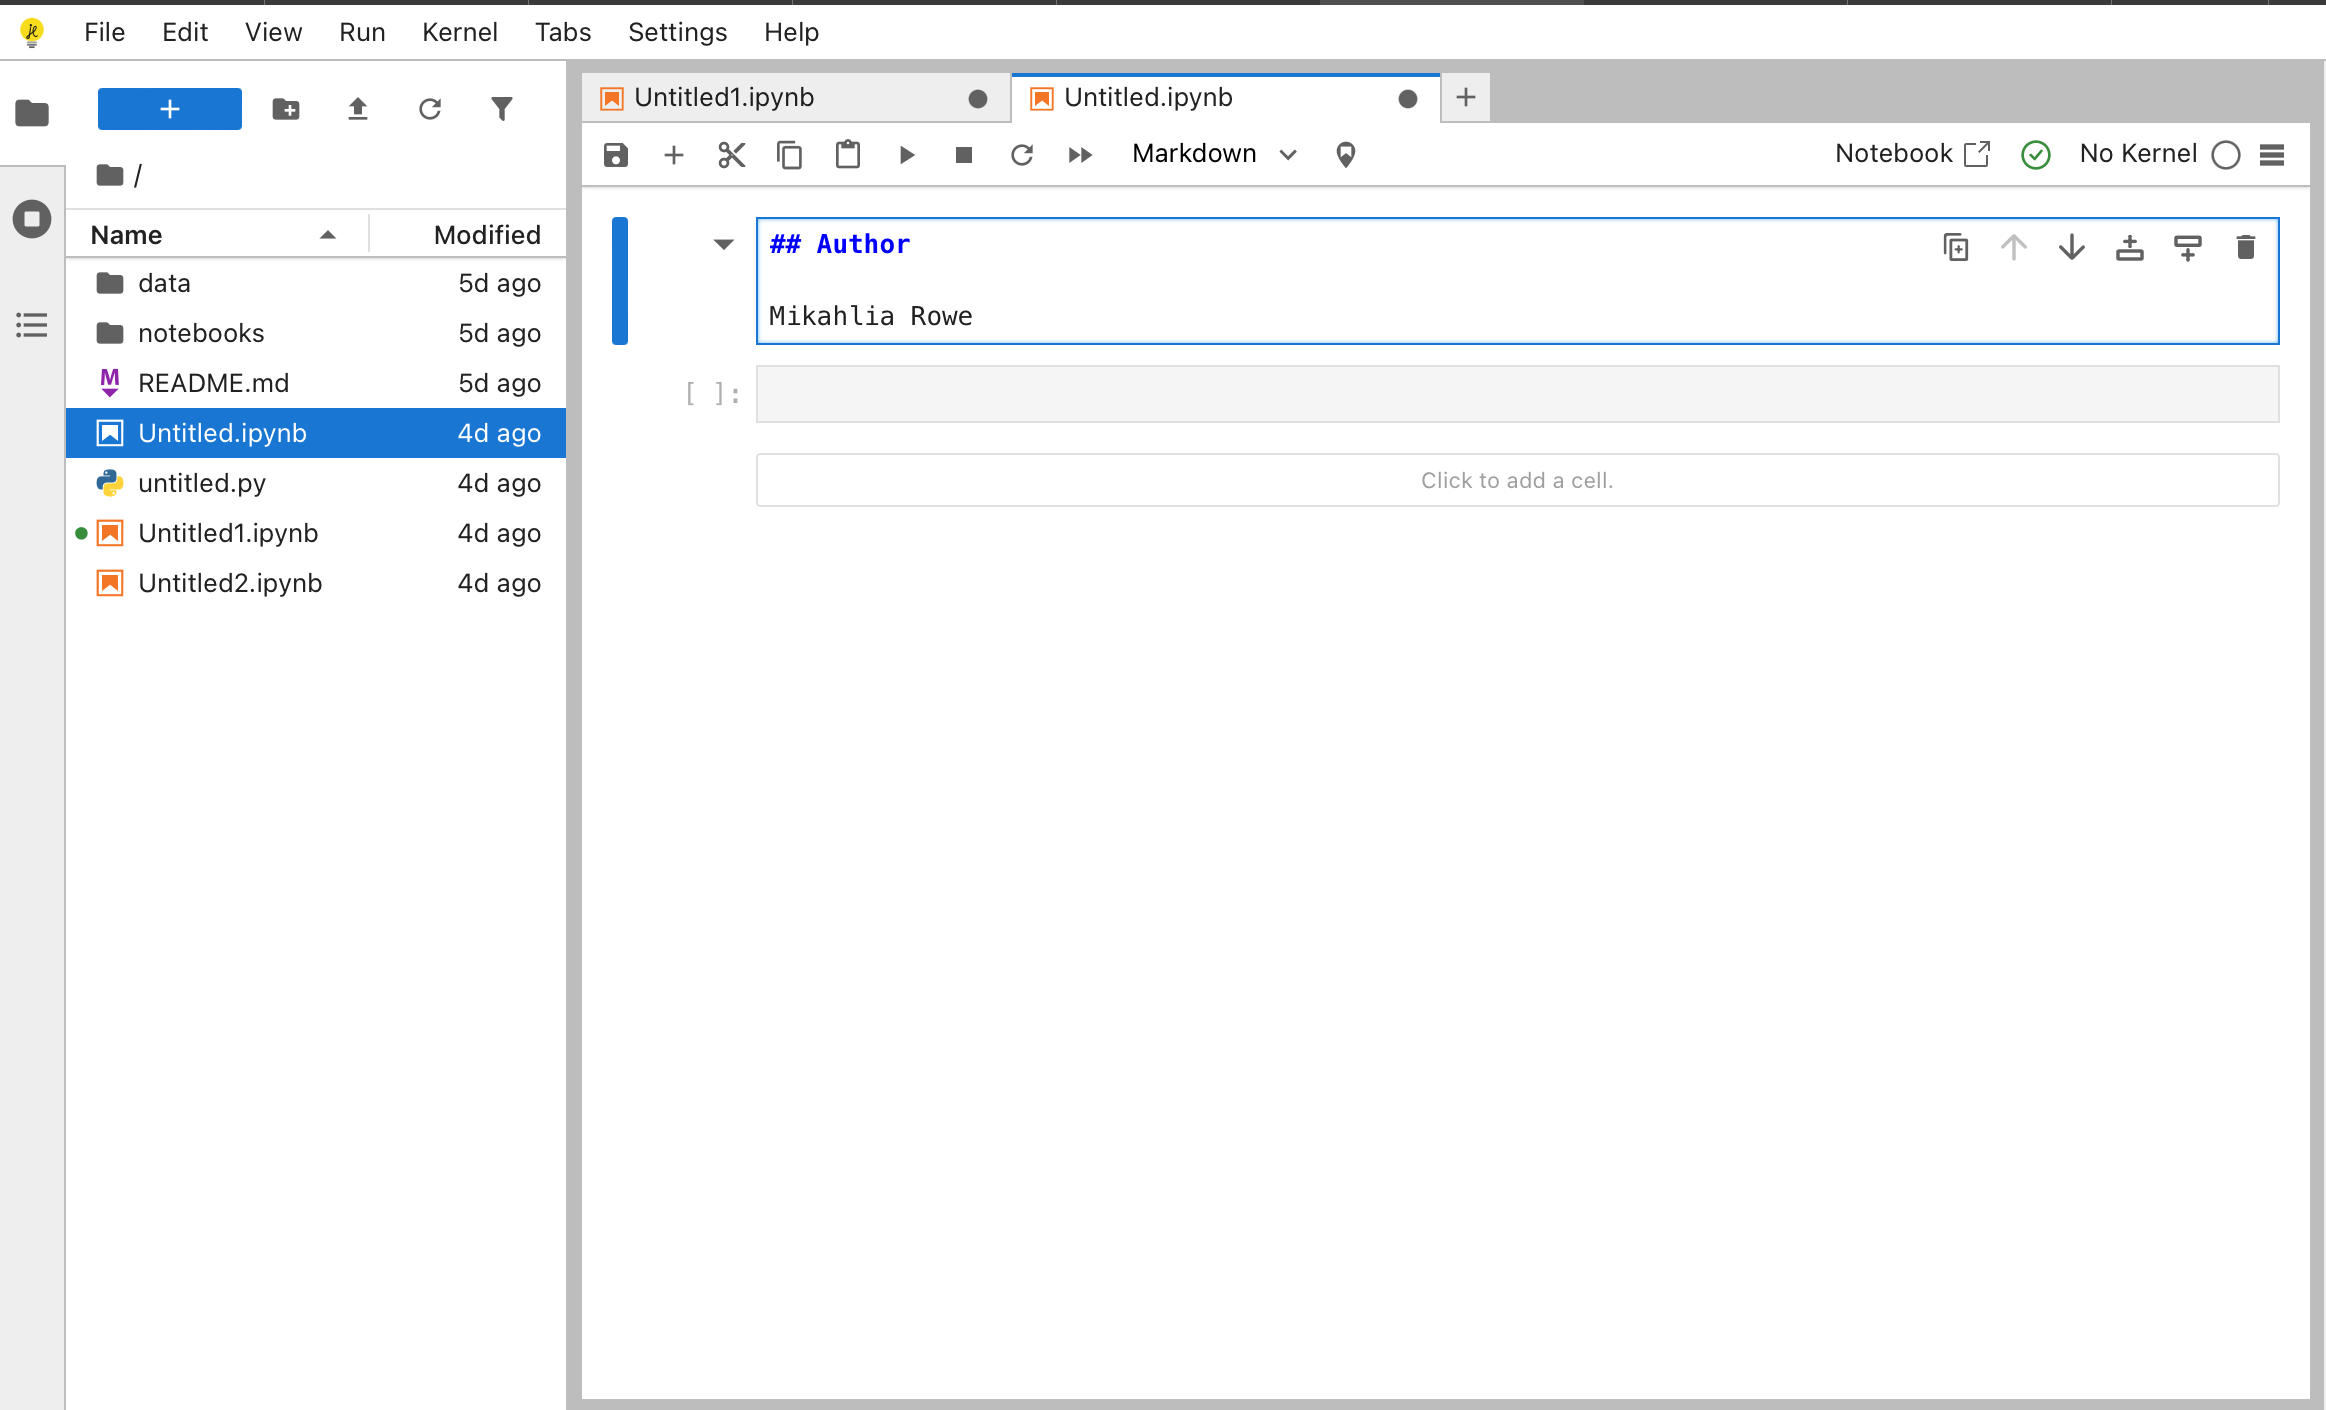 File Edit View Run Kernel Tabs Settings Help
Untitled1.ipynb Untitled.ipynb
Markdown Notebook No Kernel
/
Name Modified
data 5d ago
notebooks 5d ago
README.md 5d ago
Untitled.ipynb 4d ago
untitled.py 4d ago
Untitled1.ipynb 4d ago
Untitled2.ipynb 4d ago
## Author
Mikahlia Rowe
[ ]:
Click to add a cell.